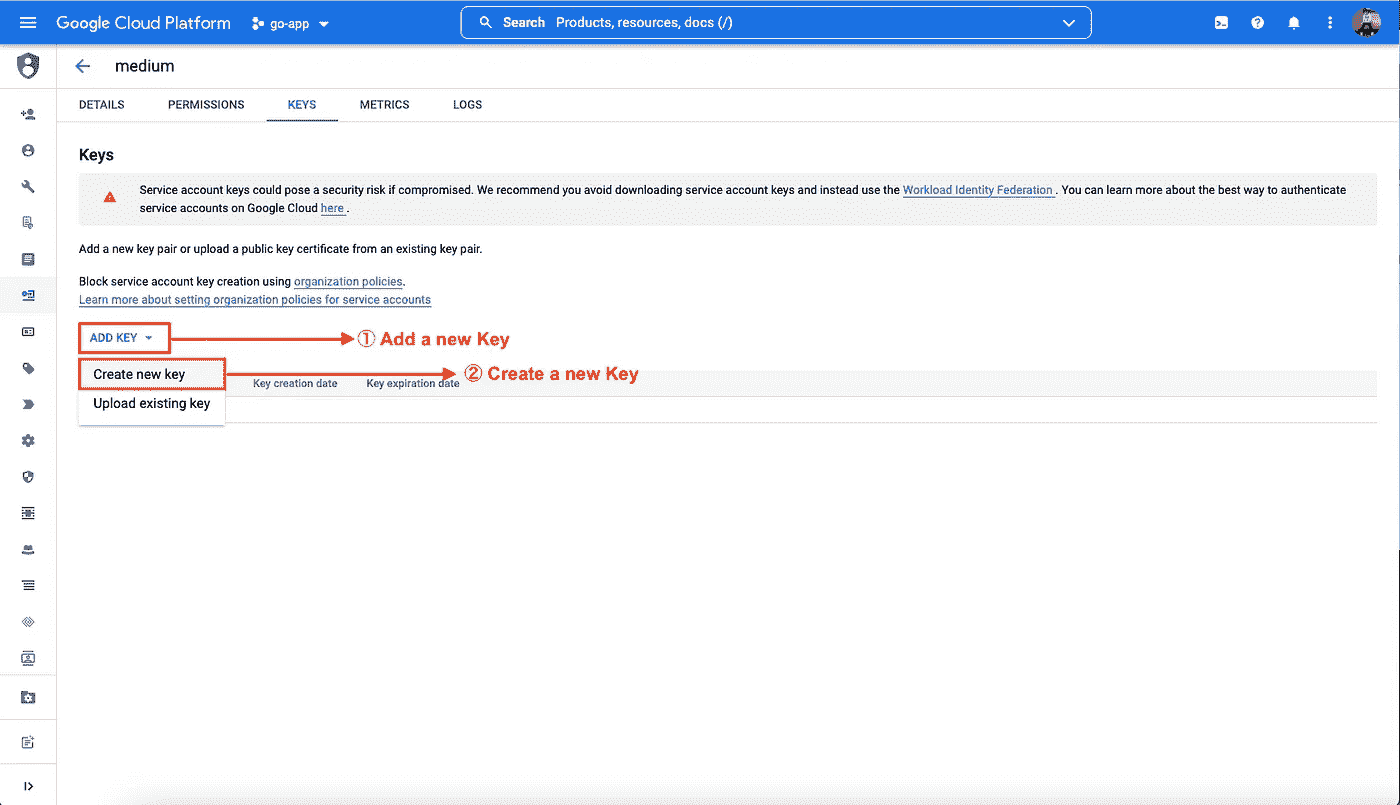 Google Cloud Platform go-app Search Products, resources, docs (/)
medium
DETAILS PERMISSIONS KEYS METRICS LOGS
Keys
Service account keys could pose a security risk if compromised. We recommend you avoid downloading service account keys and instead use the Workload Identity Federation . You can learn more about the best way to authenticate
service accounts on Google Cloud here .
Add a new key pair or upload a public key certificate from an existing key pair.
Block service account key creation using organization policies.
Learn more about setting organization policies for service accounts
ADD KEY ① Add a new Key
Create new key ② Create a new Key
Key creation date Key expiration date
Upload existing key